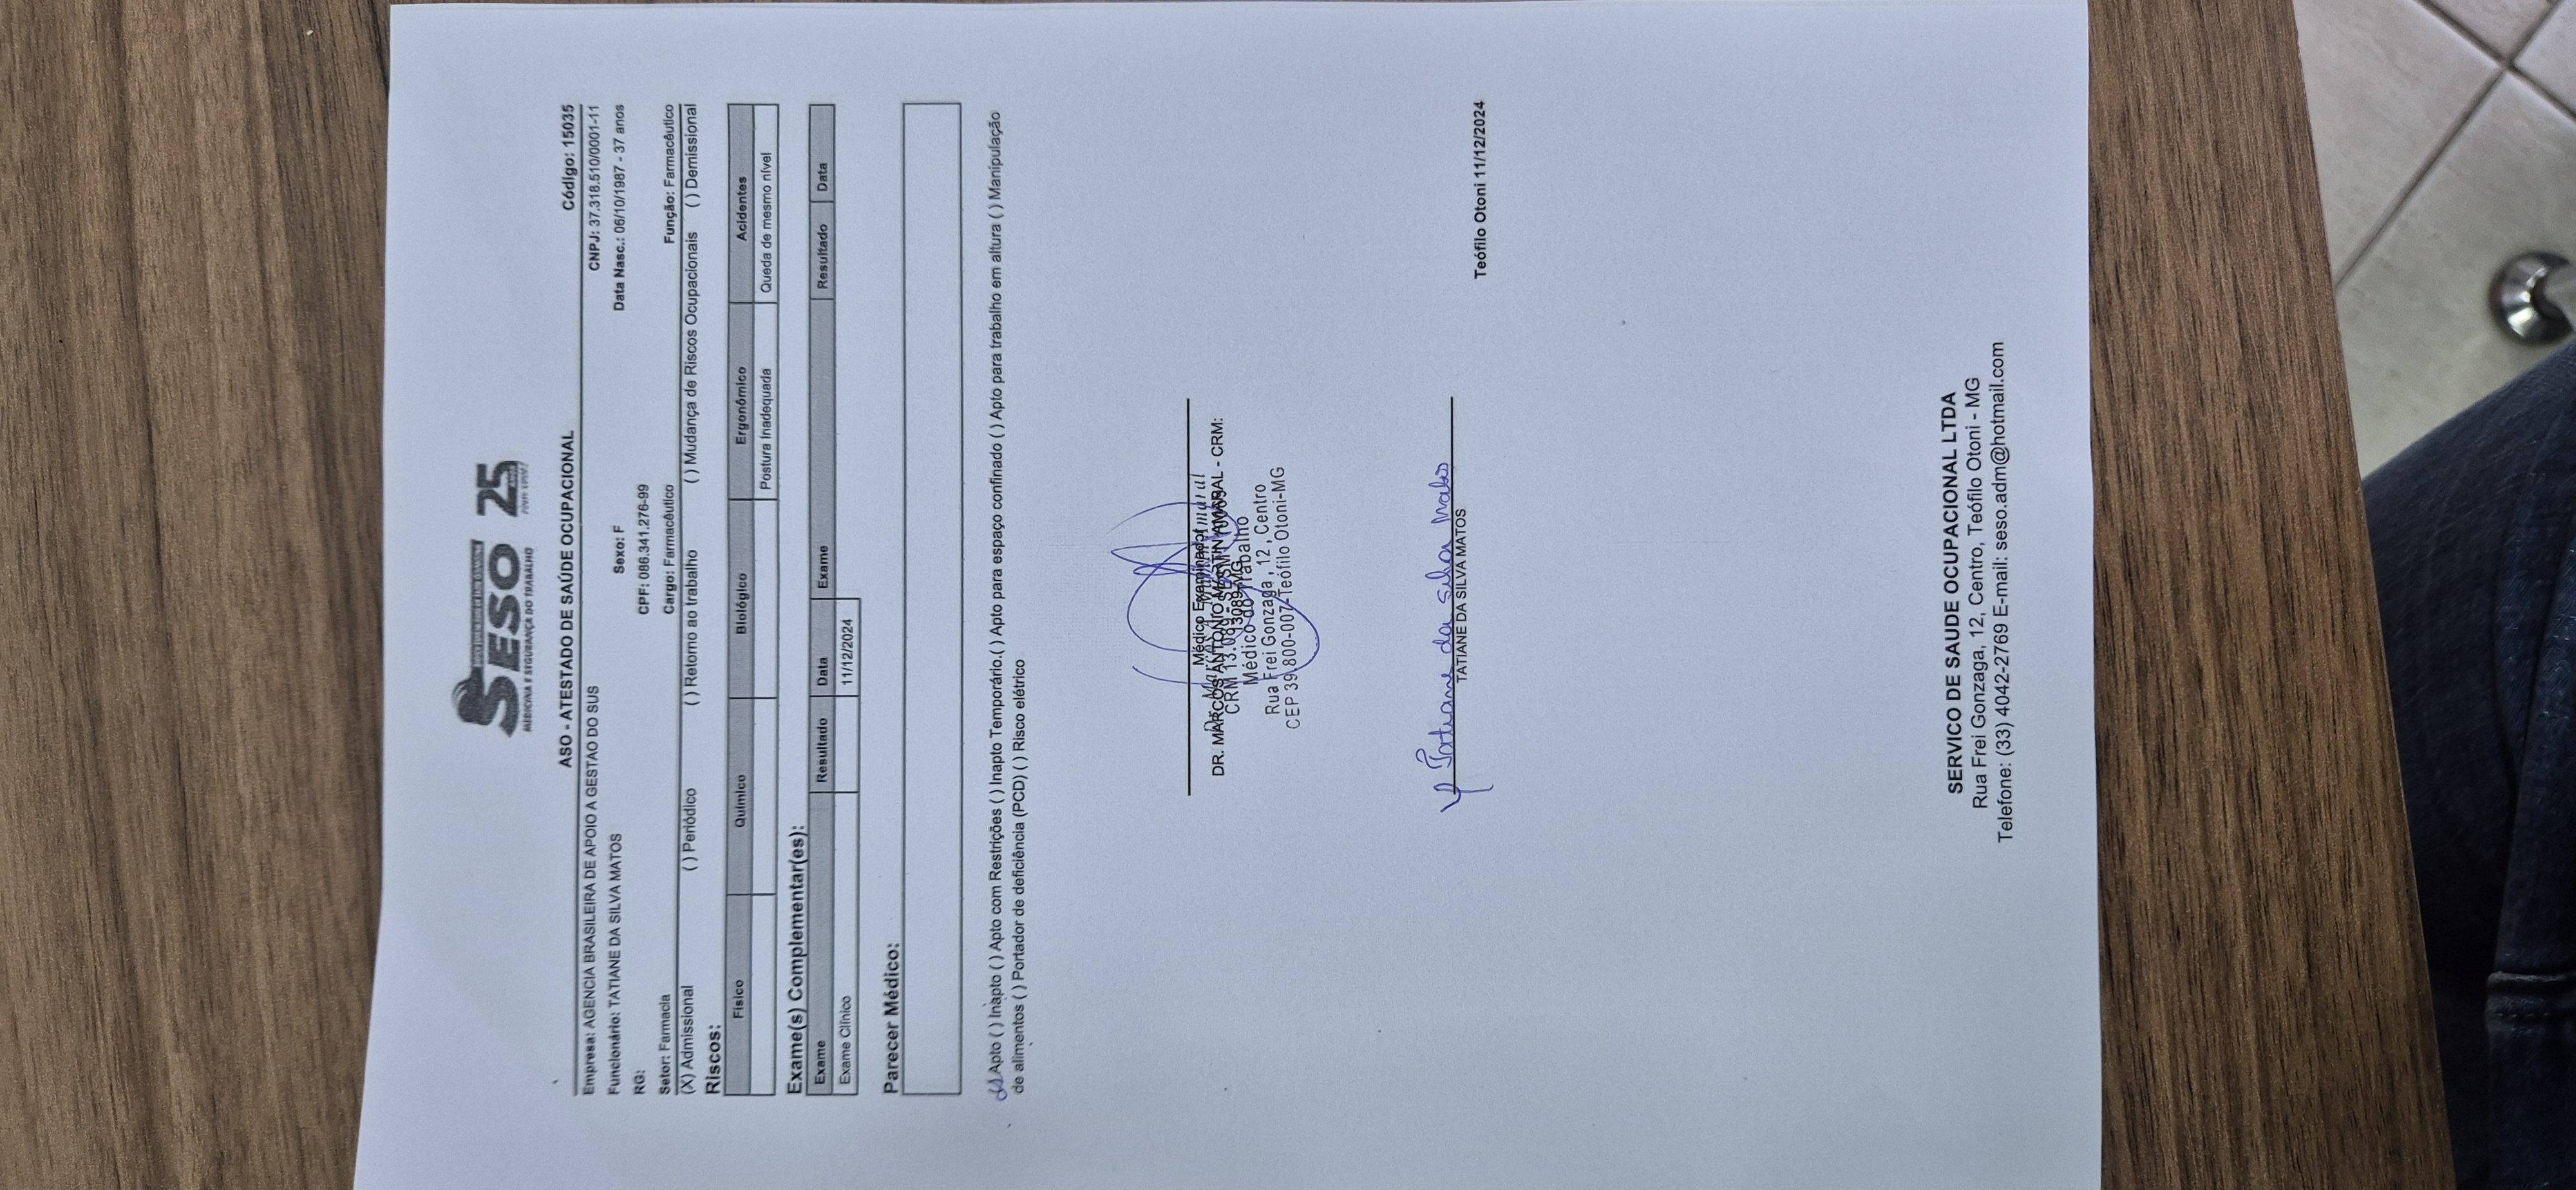 SESO 25
MEDICINA E SEGURANÇA DO TRABALHO
ASO - ATESTADO DE SAÚDE OCUPACIONAL Código: 15035
Empresa: AGENCIA BRASILEIRA DE APOIO A GESTAO DO SUS CNPJ: 37.318.510/0001-11
Funcionário: TATIANE DA SILVA MATOS Sexo: F Data Nasc.: 06/10/1987 - 37 anos
RG: CPF: 086.341.276-99
Setor: Farmacia Cargo: Farmacêutico Função: Farmacêutico
(X) Admissional ( ) Periódico ( ) Retorno ao trabalho ( ) Mudança de Riscos Ocupacionais ( ) Demissional
Riscos:
Físico Químico Biológico Ergonômico Acidentes
Postura Inadequada Queda de mesmo nível
Exame(s) Complementar(es):
Exame Resultado Data Exame Resultado Data
Exame Clínico 11/12/2024
Parecer Médico:
(X) Apto ( ) Inapto ( ) Apto com Restrições ( ) Inapto Temporário.( ) Apto para espaço confinado ( ) Apto para trabalho em altura ( ) Manipulação
de alimentos ( ) Portador de deficiência (PCD) ( ) Risco elétrico
Médico Examinador
DR. MARCOS ANTONIO MARTIN AMARAL - CRM:
13089-MG
Dr. Marcos A. Martin Amaral
CRM 13.089
Médico do Trabalho
Rua Frei Gonzaga , 12 , Centro
CEP 39.800-007-Teófilo Otoni-MG
Tatiane da Silva Matos
TATIANE DA SILVA MATOS
Teófilo Otoni 11/12/2024
SERVICO DE SAUDE OCUPACIONAL LTDA
Rua Frei Gonzaga, 12, Centro, Teófilo Otoni - MG
Telefone: (33) 4042-2769 E-mail: seso.adm@hotmail.com